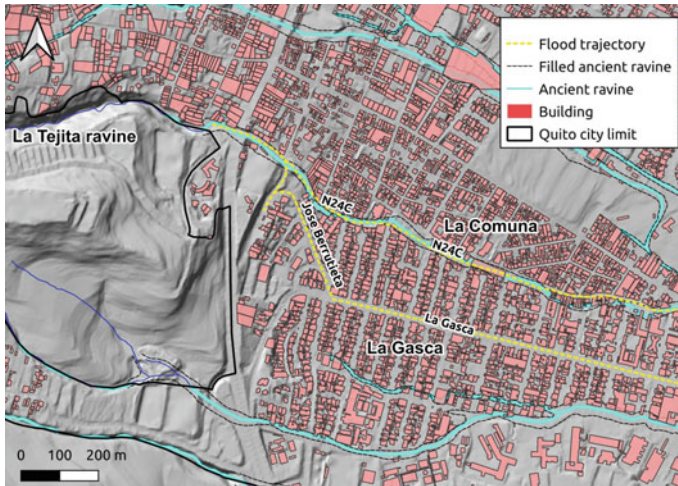 Flood trajectory
Filled ancient ravine
Ancient ravine
Building
Quito city limit
La Tejita ravine
N24C
La Comuna
Jose Berrutieta
N24C
La Gasca
La Gasca
0 100 200 m